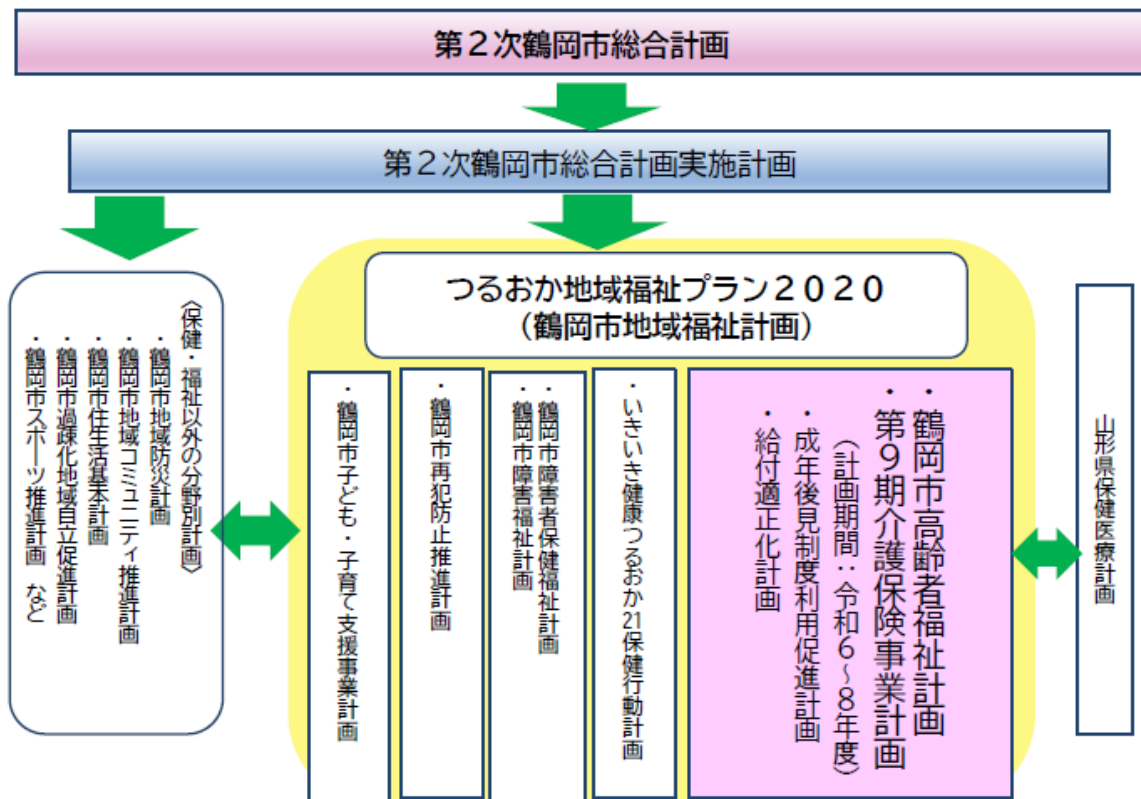 第２次鶴岡市総合計画
第２次鶴岡市総合計画実施計画
つるおか地域福祉プラン２０２０
（鶴岡市地域福祉計画）
〈保健・福祉以外の分野別計画〉
・鶴岡市地域防災計画
・鶴岡市地域コミュニティ推進計画
・鶴岡市住生活基本計画
・鶴岡市過疎化地域自立促進計画
・鶴岡市スポーツ推進計画 など
・鶴岡市子ども・子育て支援事業計画
・鶴岡市再犯防止推進計画
・鶴岡市障害者保健福祉計画
・鶴岡市障害福祉計画
・いきいき健康つるおか21保健行動計画
・鶴岡市高齢者福祉計画
・第９期介護保険事業計画
（計画期間：令和６～８年度）
・成年後見制度利用促進計画
・給付適正化計画
山形県保健医療計画